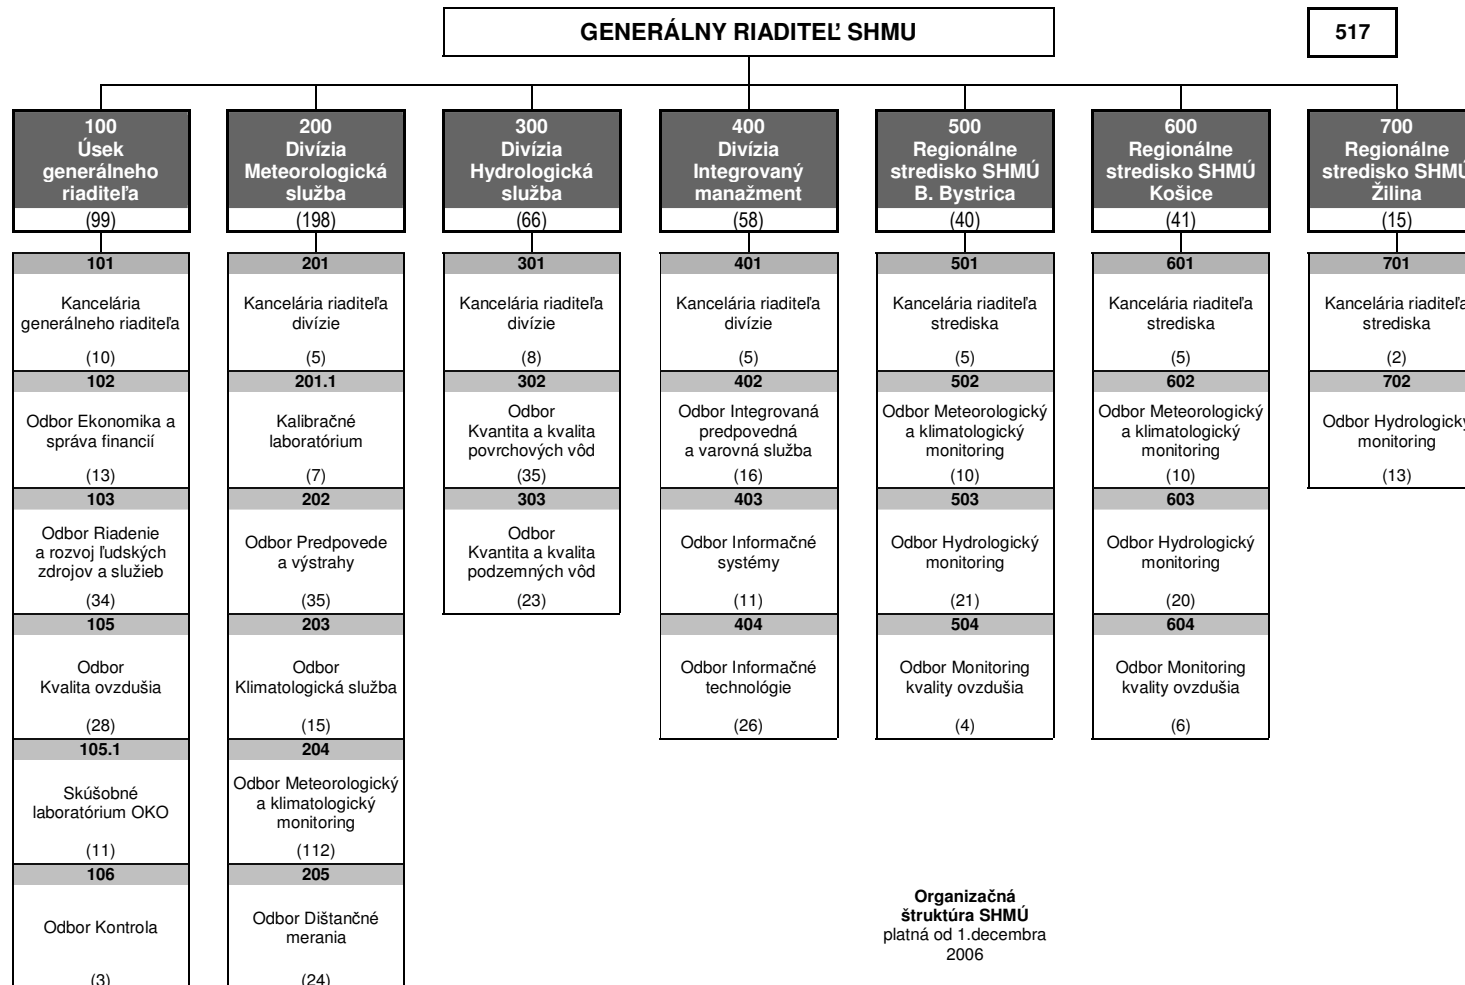 GENERÁLNY RIADITEĽ SHMU
517
100
Úsek
generálneho
riaditeľa
(99)
200
Divízia
Meteorologická
služba
(198)
300
Divízia
Hydrologická
služba
(66)
400
Divízia
Integrovaný
manažment
(58)
500
Regionálne
stredisko SHMÚ
B. Bystrica
(40)
600
Regionálne
stredisko SHMÚ
Košice
(41)
700
Regionálne
stredisko SHMÚ
Žilina
(15)
101
Kancelária
generálneho riaditeľa
(10)
102
Odbor Ekonomika a
správa financií
(13)
103
Odbor Riadenie
a rozvoj ľudských
zdrojov a služieb
(34)
105
Odbor
Kvalita ovzdušia
(28)
105.1
Skúšobné
laboratórium OKO
(11)
106
Odbor Kontrola
(3)
201
Kancelária riaditeľa
divízie
(5)
201.1
Kalibračné
laboratórium
(7)
202
Odbor Predpovede
a výstrahy
(35)
203
Odbor
Klimatologická služba
(15)
204
Odbor Meteorologický
a klimatologický
monitoring
(112)
205
Odbor Dištančné
merania
(24)
301
Kancelária riaditeľa
divízie
(8)
302
Odbor
Kvantita a kvalita
povrchových vôd
(35)
303
Odbor
Kvantita a kvalita
podzemných vôd
(23)
401
Kancelária riaditeľa
divízie
(5)
402
Odbor Integrovaná
predpovedná
a varovná služba
(16)
403
Odbor Informačné
systémy
(11)
404
Odbor Informačné
technológie
(26)
501
Kancelária riaditeľa
strediska
(5)
502
Odbor Meteorologický
a klimatologický
monitoring
(10)
503
Odbor Hydrologický
monitoring
(21)
504
Odbor Monitoring
kvality ovzdušia
(4)
601
Kancelária riaditeľa
strediska
(5)
602
Odbor Meteorologický
a klimatologický
monitoring
(10)
603
Odbor Hydrologický
monitoring
(20)
604
Odbor Monitoring
kvality ovzdušia
(6)
701
Kancelária riaditeľa
strediska
(2)
702
Odbor Hydrologický
monitoring
(13)
Organizačná
štruktúra SHMÚ
platná od 1.decembra
2006